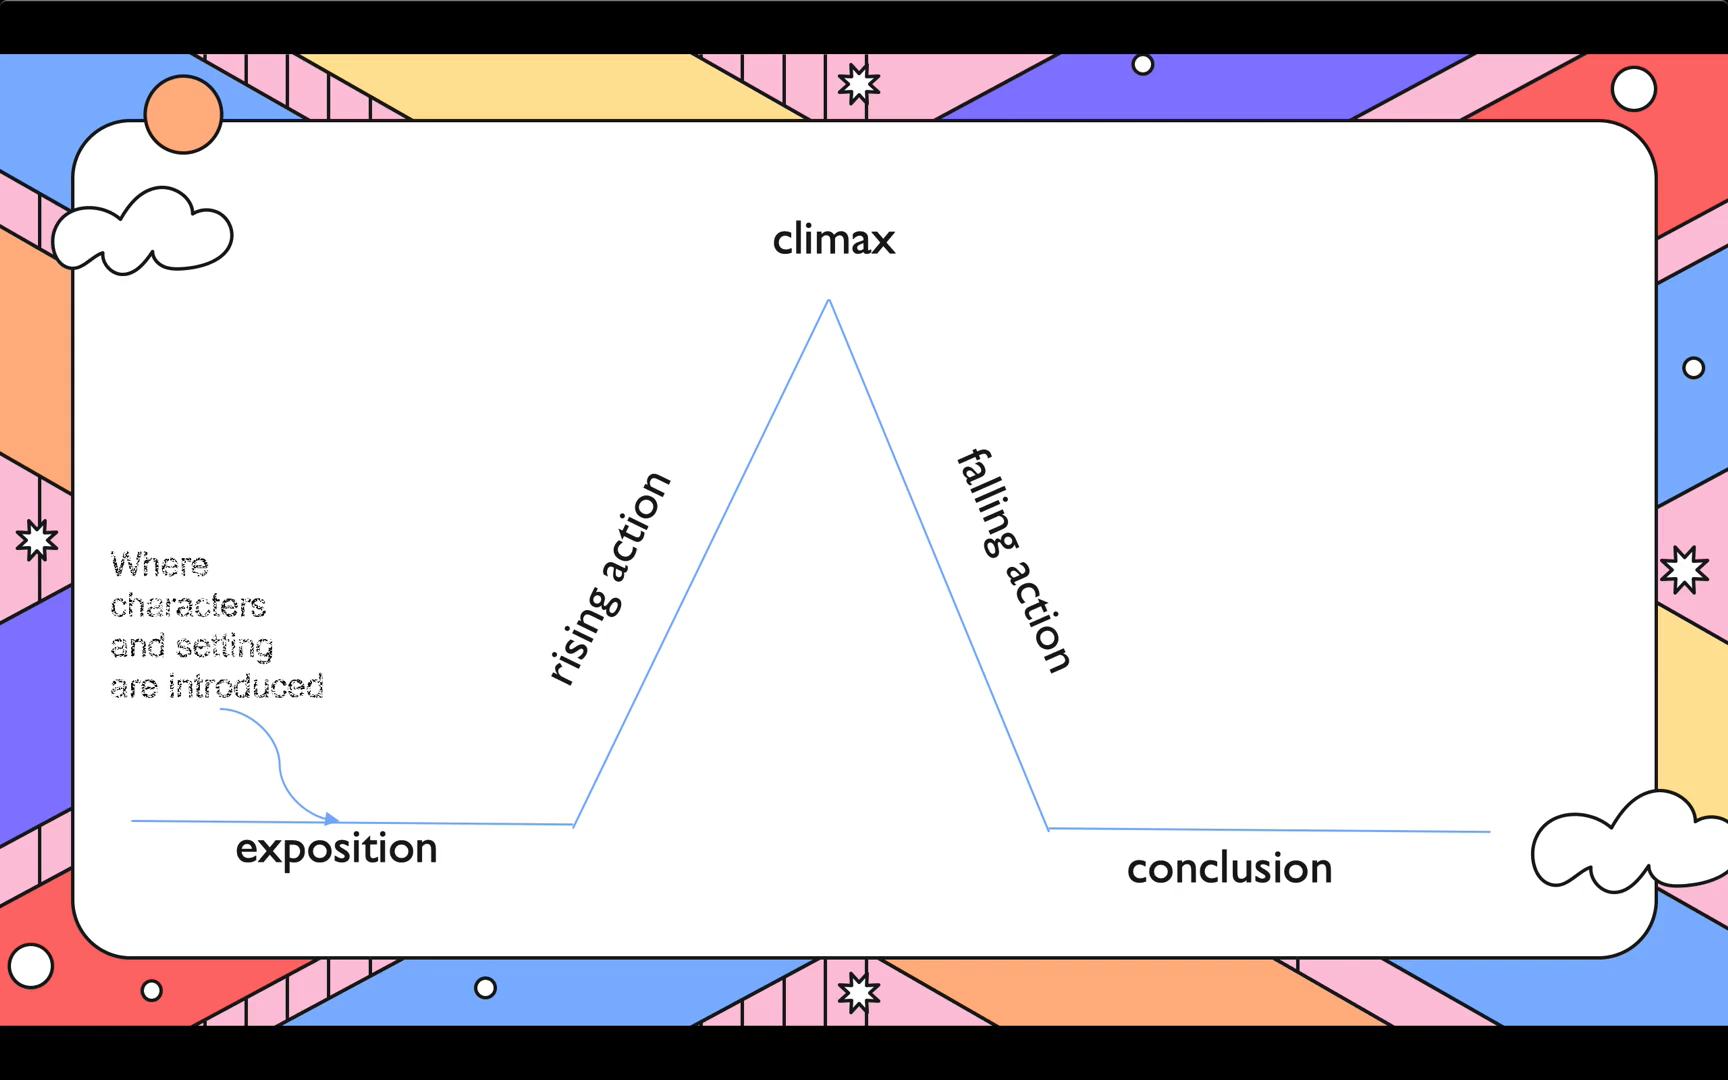 climax
rising action
falling action
Where
characters
and setting
are introduced
exposition
conclusion